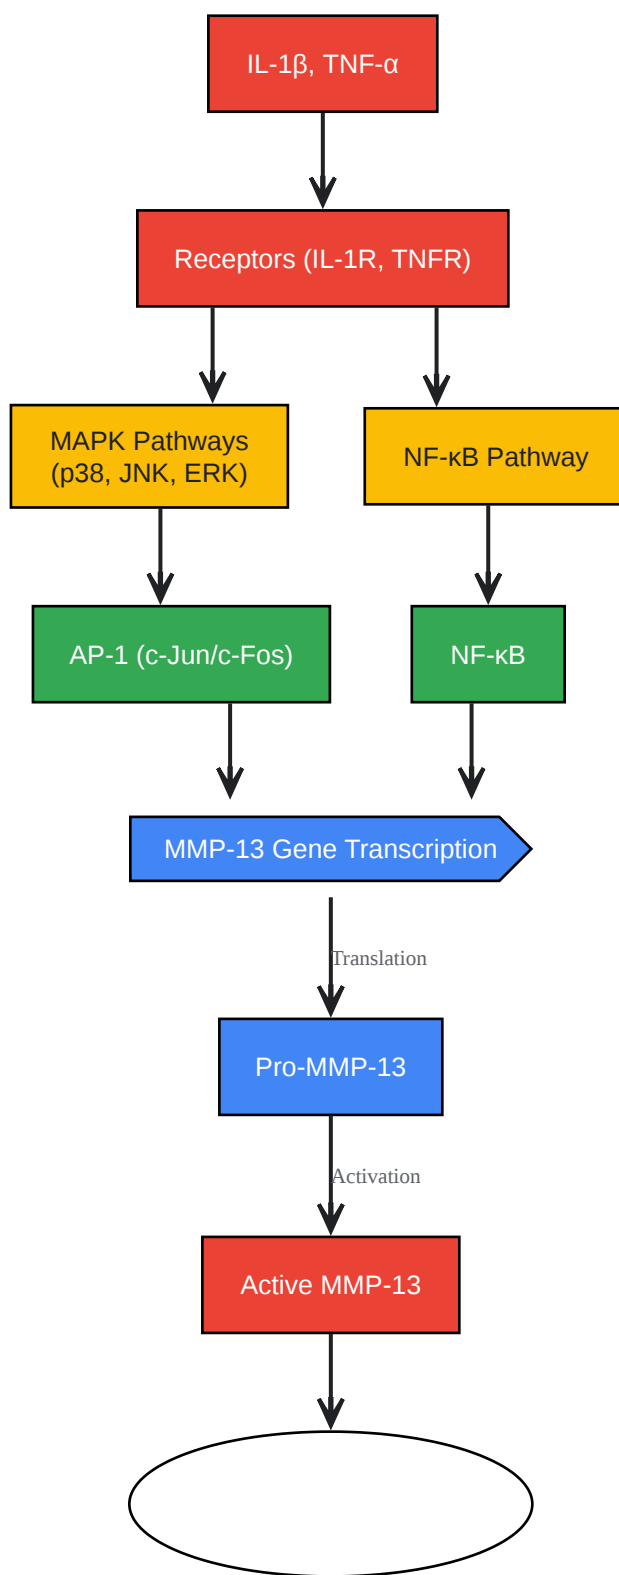 IL-1β, TNF-α
Receptors (IL-1R, TNFR)
MAPK Pathways
(p38, JNK, ERK)
NF-κB Pathway
AP-1 (c-Jun/c-Fos)
NF-κB
MMP-13 Gene Transcription
Translation
Pro-MMP-13
Activation
Active MMP-13